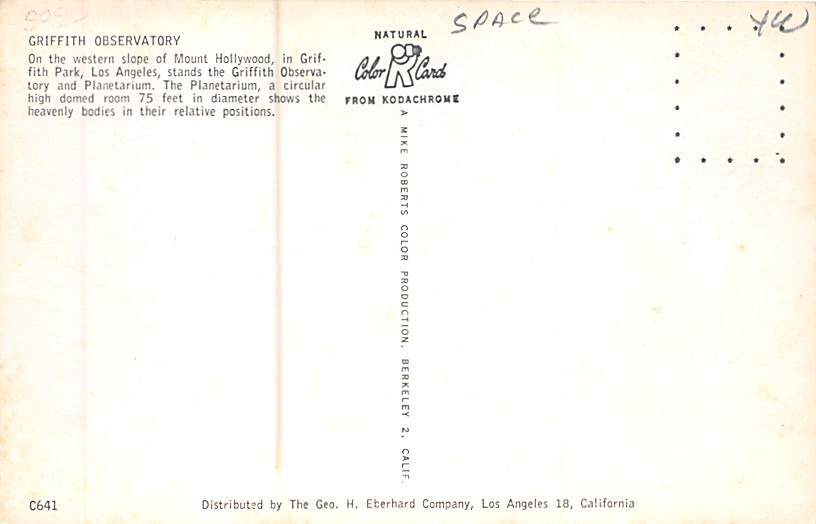 SPACE
GRIFFITH OBSERVATORY
On the western slope of Mount Hollywood, in Grif-
fith Park, Los Angeles, stands the Griffith Observa-
tory and Planetarium. The Planetarium, a circular
high domed room 75 feet in diameter shows the
heavenly bodies in their relative positions.
NATURAL
Color Card
FROM KODACHROME
A MIKE ROBERTS COLOR PRODUCTION, BERKELEY 2, CALIF.
C641
Distributed by The Geo. H. Eberhard Company, Los Angeles 18, California